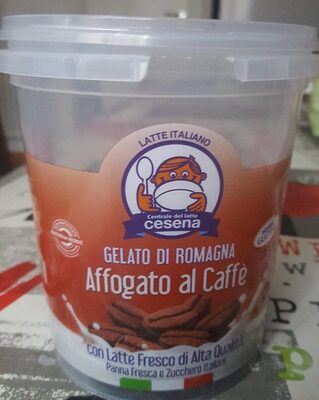 LATTE ITALIANO
Centrale del latte
cesena
GELATO DI ROMAGNA
Affogato al Caffè
con Latte Fresco di Alta Qualità
Panna Fresca e Zucchero Italiani